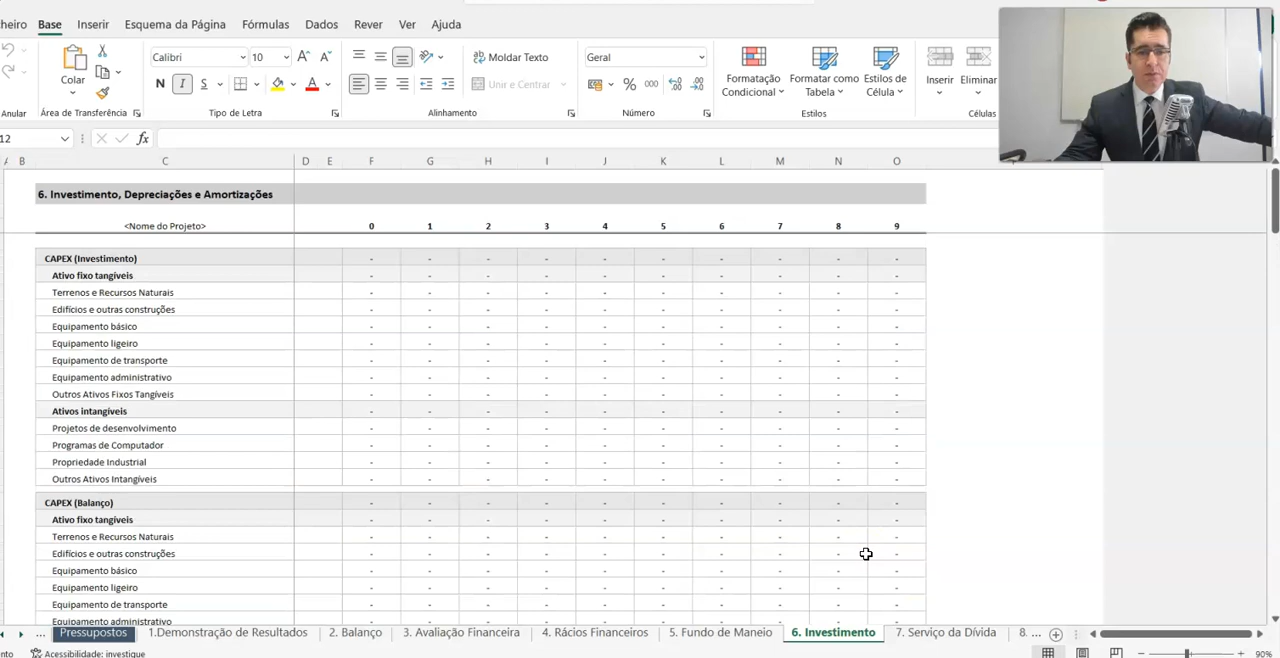 cheiro Base Inserir Esquema da Página Fórmulas Dados Rever Ver Ajuda
Colar
Calibri 10
N I S
Moldar Texto
Unir e Centrar
Geral
% 000
Formatação Condicional
Formatar como Tabela
Estilos de Célula
Inserir Eliminar
Anular Área de Transferência Tipo de Letra Alinhamento Número Estilos Células
12 fx
A B C D E F G H I J K L M N O
6. Investimento, Depreciações e Amortizações
<Nome do Projeto> 0 1 2 3 4 5 6 7 8 9
CAPEX (Investimento) - - - - - - - - - -
Ativo fixo tangíveis - - - - - - - - - -
Terrenos e Recursos Naturais - - - - - - - - - -
Edifícios e outras construções - - - - - - - - - -
Equipamento básico - - - - - - - - - -
Equipamento ligeiro - - - - - - - - - -
Equipamento de transporte - - - - - - - - - -
Equipamento administrativo - - - - - - - - - -
Outros Ativos Fixos Tangíveis - - - - - - - - - -
Ativos intangíveis - - - - - - - - - -
Projetos de desenvolvimento - - - - - - - - - -
Programas de Computador - - - - - - - - - -
Propriedade Industrial - - - - - - - - - -
Outros Ativos Intangíveis - - - - - - - - - -
CAPEX (Balanço) - - - - - - - - - -
Ativo fixo tangíveis - - - - - - - - - -
Terrenos e Recursos Naturais - - - - - - - - - -
Edifícios e outras construções - - - - - - - - - -
Equipamento básico - - - - - - - - - -
Equipamento ligeiro - - - - - - - - - -
Equipamento de transporte - - - - - - - - - -
Equipamento administrativo - - - - - - - - - -
... Pressupostos 1.Demonstração de Resultados 2. Balanço 3. Avaliação Financeira 4. Rácios Financeiros 5. Fundo de Maneio 6. Investimento 7. Serviço da Dívida 8. ...
nto Acessibilidade: investigue 90%